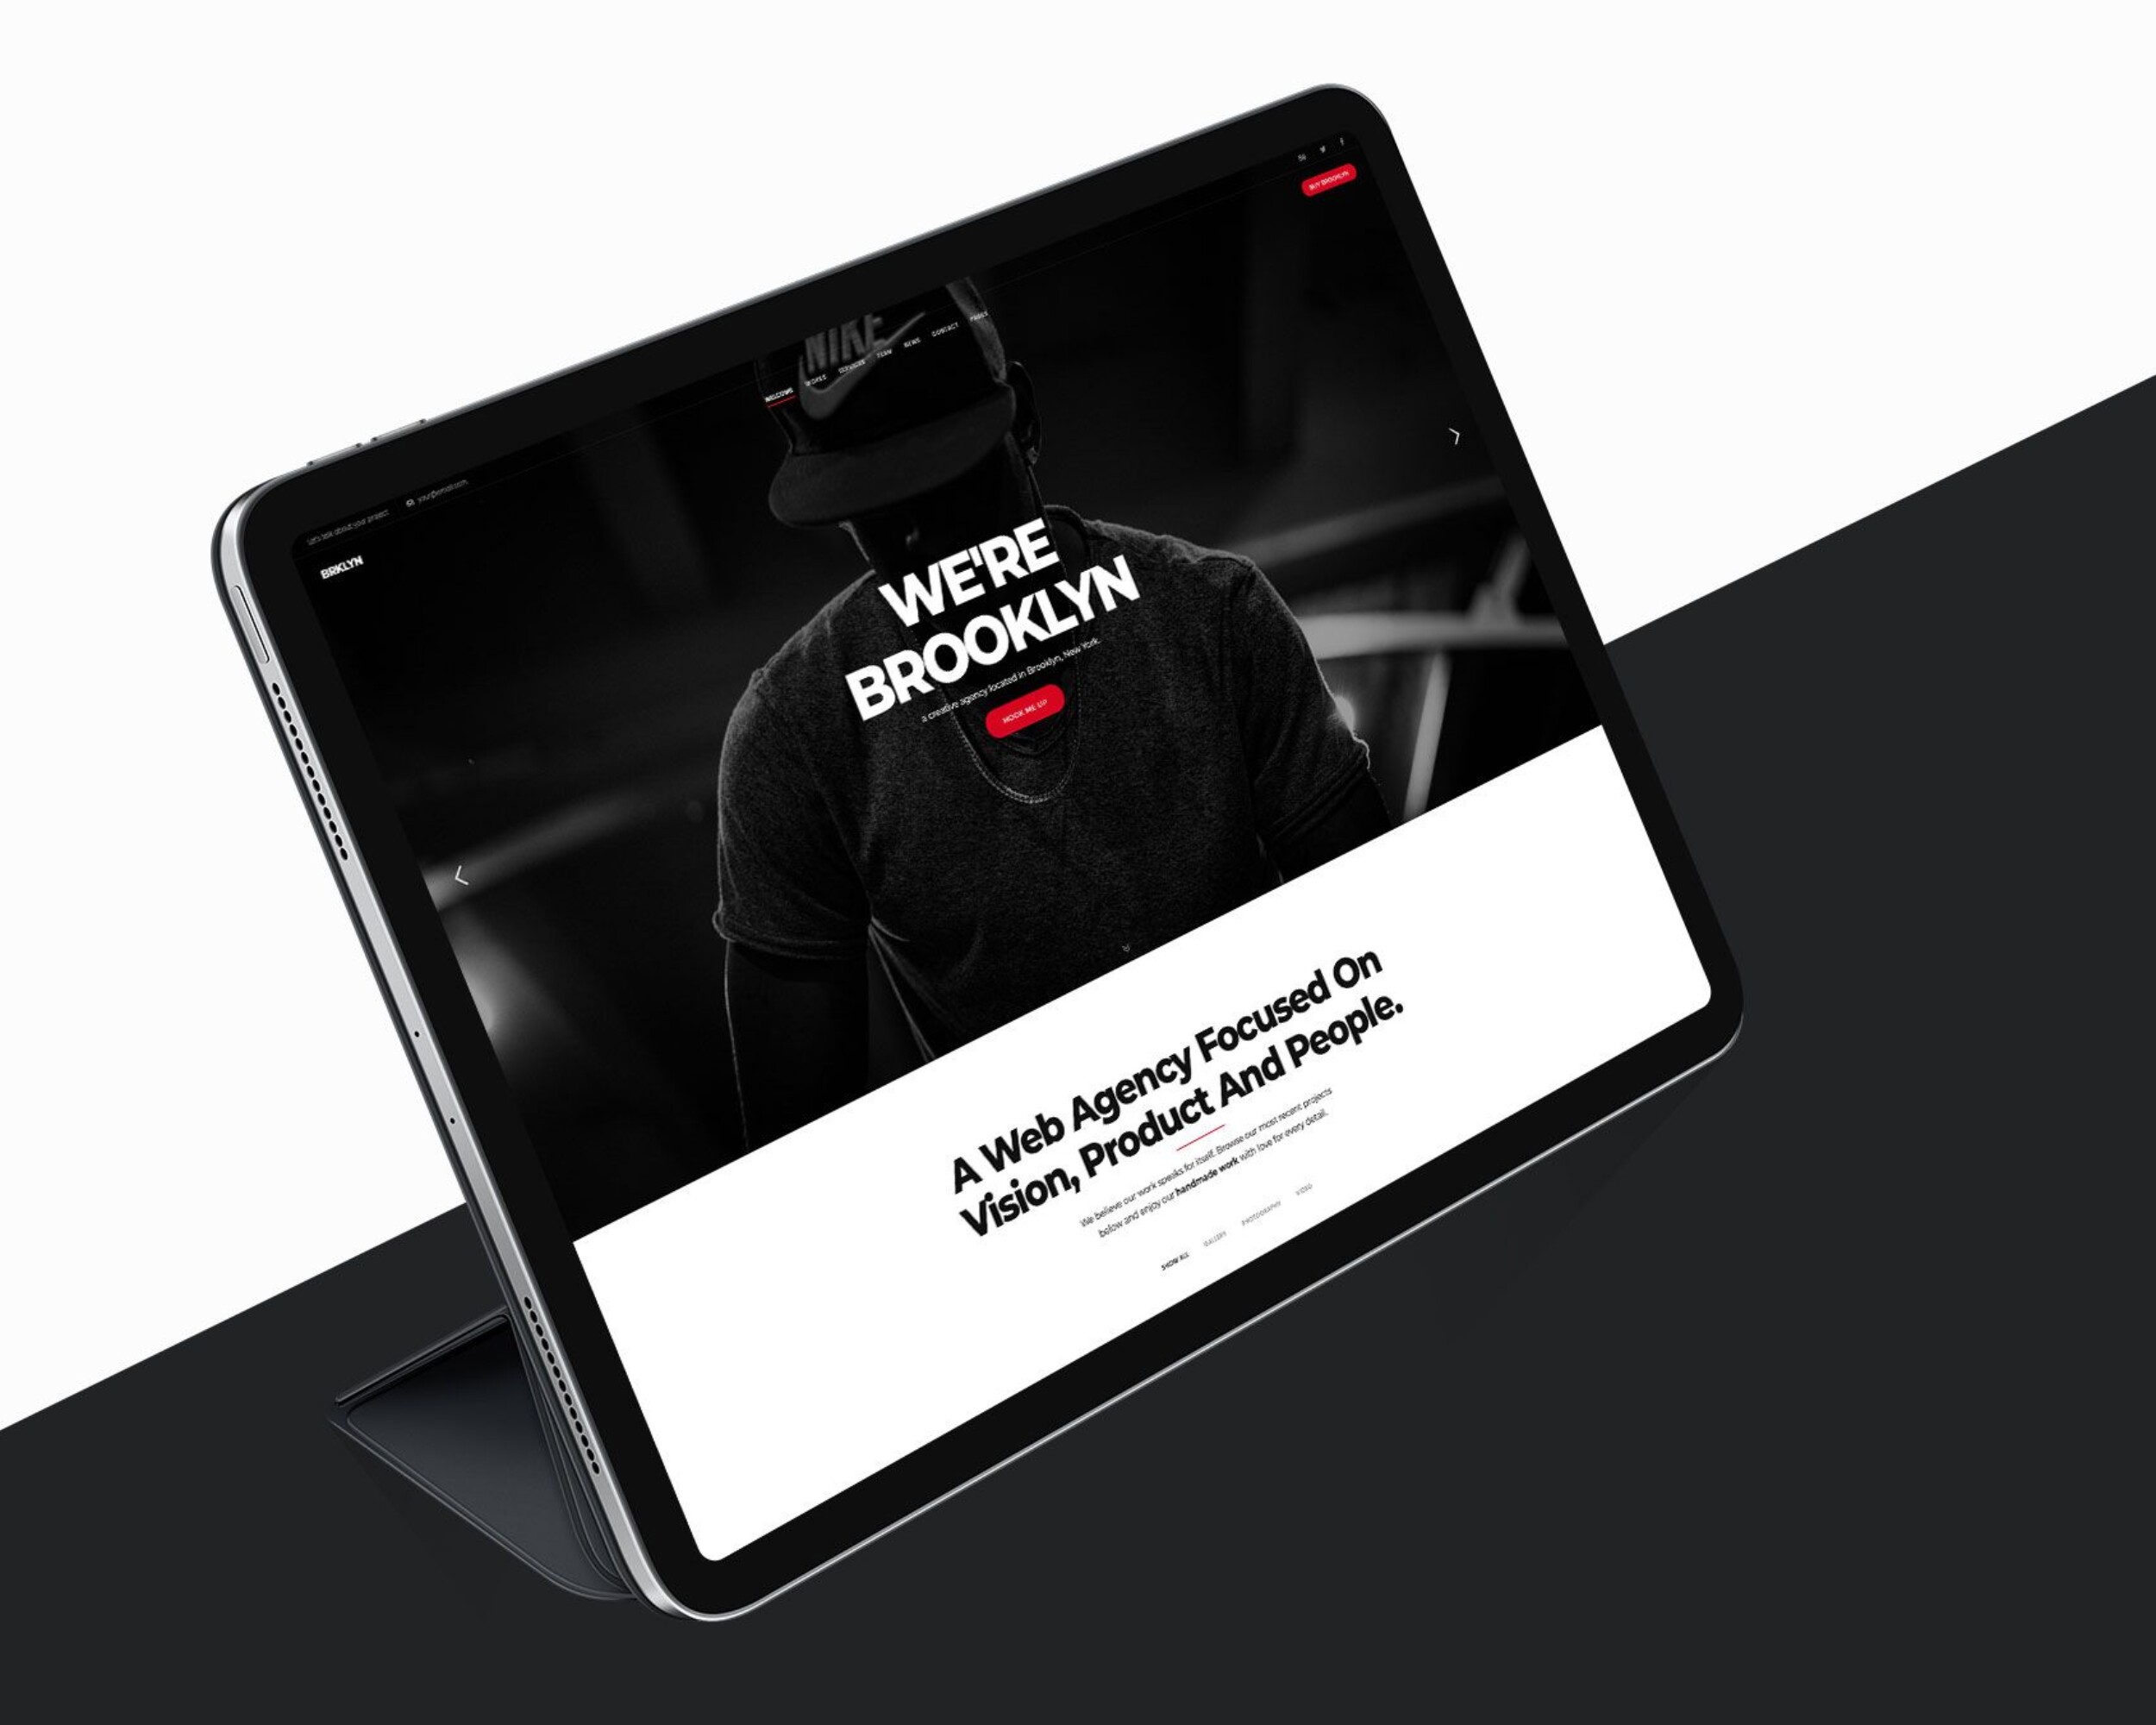 Let's talk about your project
your@email.com
BRKLYN
BUY BROOKLYN
NIKE
WELCOME WORKS SERVICES TEAM NEWS CONTACT PAGES
WE'RE
BROOKLYN
a creative agency located in Brooklyn, New York.
HOOK ME UP
A Web Agency Focused On
Vision, Product And People.
We believe our work speaks for itself. Browse our most recent projects
below and enjoy our handmade work with love for every detail.
SHOW ALL GALLERY PHOTOGRAPHY VIDEO